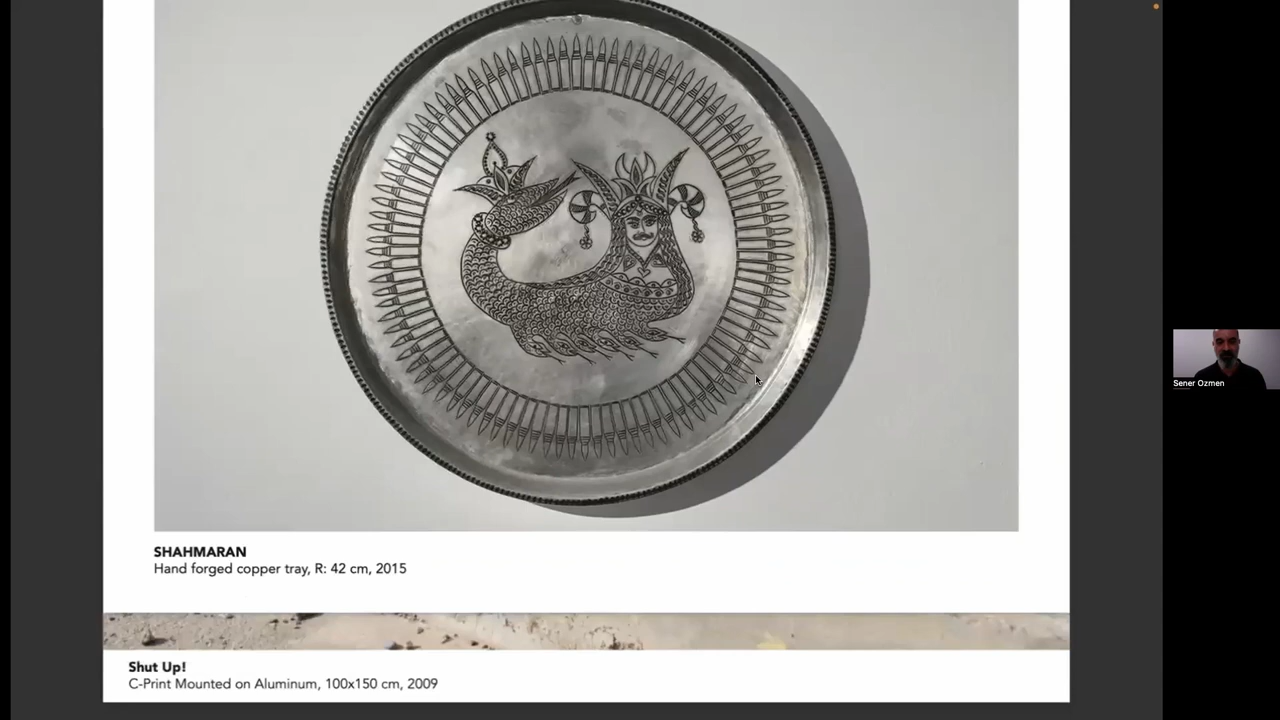 SHAHMARAN
Hand forged copper tray, R: 42 cm, 2015
Sener Ozmen
Shut Up!
C-Print Mounted on Aluminum, 100x150 cm, 2009